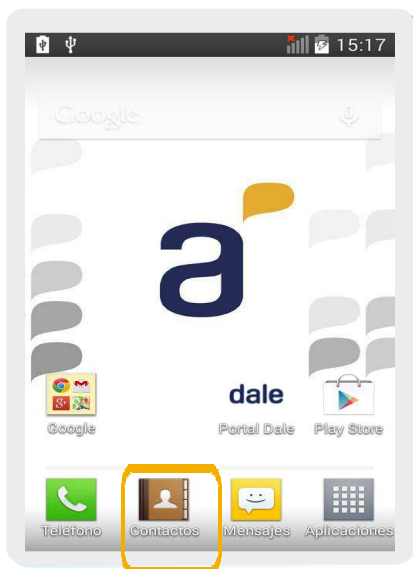 15:17
Google
a
dale
Google Portal Dale Play Store
Teléfono Contactos Mensajes Aplicaciones